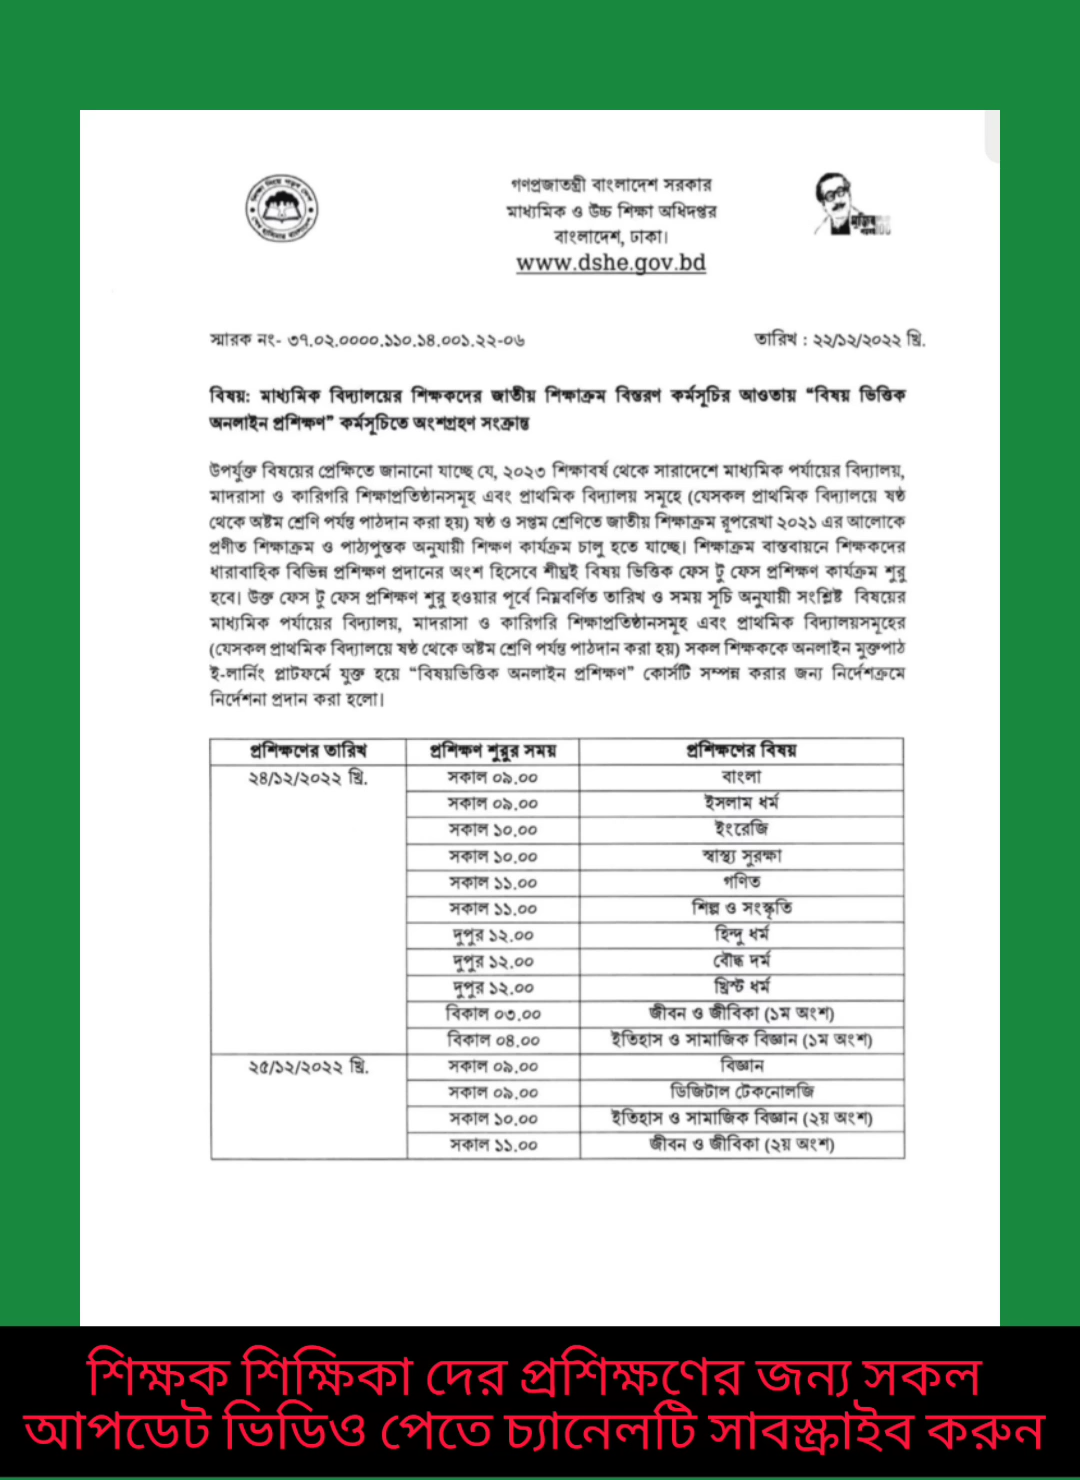 গণপ্রজাতন্ত্রী বাংলাদেশ সরকার
মাধ্যমিক ও উচ্চ শিক্ষা অধিদপ্তর
বাংলাদেশ, ঢাকা।
www.dshe.gov.bd
স্মারক নং- ৩৭.০২.০০০০.১১০.১৪.০০১.২২-০৬ তারিখ : ২২/১২/২০২২ খ্রি.
বিষয়: মাধ্যমিক বিদ্যালয়ের শিক্ষকদের জাতীয় শিক্ষাক্রম বিস্তরণ কর্মসূচির আওতায় “বিষয় ভিত্তিক
অনলাইন প্রশিক্ষণ” কর্মসূচিতে অংশগ্রহণ সংক্রান্ত
উপর্যুক্ত বিষয়ের প্রেক্ষিতে জানানো যাচ্ছে যে, ২০২৩ শিক্ষাবর্ষ থেকে সারাদেশে মাধ্যমিক পর্যায়ের বিদ্যালয়,
মাদরাসা ও কারিগরি শিক্ষাপ্রতিষ্ঠানসমূহ এবং প্রাথমিক বিদ্যালয় সমূহে (যেসকল প্রাথমিক বিদ্যালয়ে ষষ্ঠ
থেকে অষ্টম শ্রেণি পর্যন্ত পাঠদান করা হয়) ষষ্ঠ ও সপ্তম শ্রেণিতে জাতীয় শিক্ষাক্রম রূপরেখা ২০২১ এর আলোকে
প্রণীত শিক্ষাক্রম ও পাঠ্যপুস্তক অনুযায়ী শিক্ষণ কার্যক্রম চালু হতে যাচ্ছে। শিক্ষাক্রম বাস্তবায়নে শিক্ষকদের
ধারাবাহিক বিভিন্ন প্রশিক্ষণ প্রদানের অংশ হিসেবে শীঘ্রই বিষয় ভিত্তিক ফেস টু ফেস প্রশিক্ষণ কার্যক্রম শুরু
হবে। উক্ত ফেস টু ফেস প্রশিক্ষণ শুরু হওয়ার পূর্বে নিম্নবর্ণিত তারিখ ও সময় সূচি অনুযায়ী সংশ্লিষ্ট বিষয়ের
মাধ্যমিক পর্যায়ের বিদ্যালয়, মাদরাসা ও কারিগরি শিক্ষাপ্রতিষ্ঠানসমূহ এবং প্রাথমিক বিদ্যালয়সমূহের
(যেসকল প্রাথমিক বিদ্যালয়ে ষষ্ঠ থেকে অষ্টম শ্রেণি পর্যন্ত পাঠদান করা হয়) সকল শিক্ষককে অনলাইন মুক্তপাঠ
ই-লার্নিং প্লাটফর্মে যুক্ত হয়ে “বিষয়ভিত্তিক অনলাইন প্রশিক্ষণ” কোর্সটি সম্পন্ন করার জন্য নির্দেশক্রমে
নির্দেশনা প্রদান করা হলো।
প্রশিক্ষণের তারিখ প্রশিক্ষণ শুরুর সময় প্রশিক্ষণের বিষয়
২৪/১২/২০২২ খ্রি. সকাল ০৯.০০ বাংলা
সকাল ০৯.০০ ইসলাম ধর্ম
সকাল ১০.০০ ইংরেজি
সকাল ১০.০০ স্বাস্থ্য সুরক্ষা
সকাল ১১.০০ গণিত
সকাল ১১.০০ শিল্প ও সংস্কৃতি
দুপুর ১২.০০ হিন্দু ধর্ম
দুপুর ১২.০০ বৌদ্ধ দর্ম
দুপুর ১২.০০ খ্রিস্ট ধর্ম
বিকাল ০৩.০০ জীবন ও জীবিকা (১ম অংশ)
বিকাল ০৪.০০ ইতিহাস ও সামাজিক বিজ্ঞান (১ম অংশ)
২৫/১২/২০২২ খ্রি. সকাল ০৯.০০ বিজ্ঞান
সকাল ০৯.০০ ডিজিটাল টেকনোলজি
সকাল ১০.০০ ইতিহাস ও সামাজিক বিজ্ঞান (২য় অংশ)
সকাল ১১.০০ জীবন ও জীবিকা (২য় অংশ)
শিক্ষক শিক্ষিকা দের প্রশিক্ষণের জন্য সকল
আপডেট ভিডিও পেতে চ্যানেলটি সাবস্ক্রাইব করুন